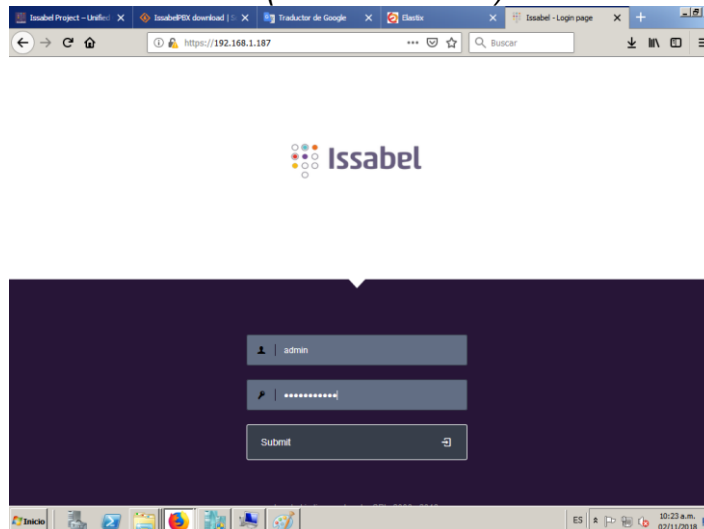 Issabel Project – Unified
IssabelPBX download | S
Traductor de Google
Elastix
Issabel - Login page
https://192.168.1.187
Buscar
Issabel
admin
Submit
Inicio
ES
10:23 a.m.
02/11/2018